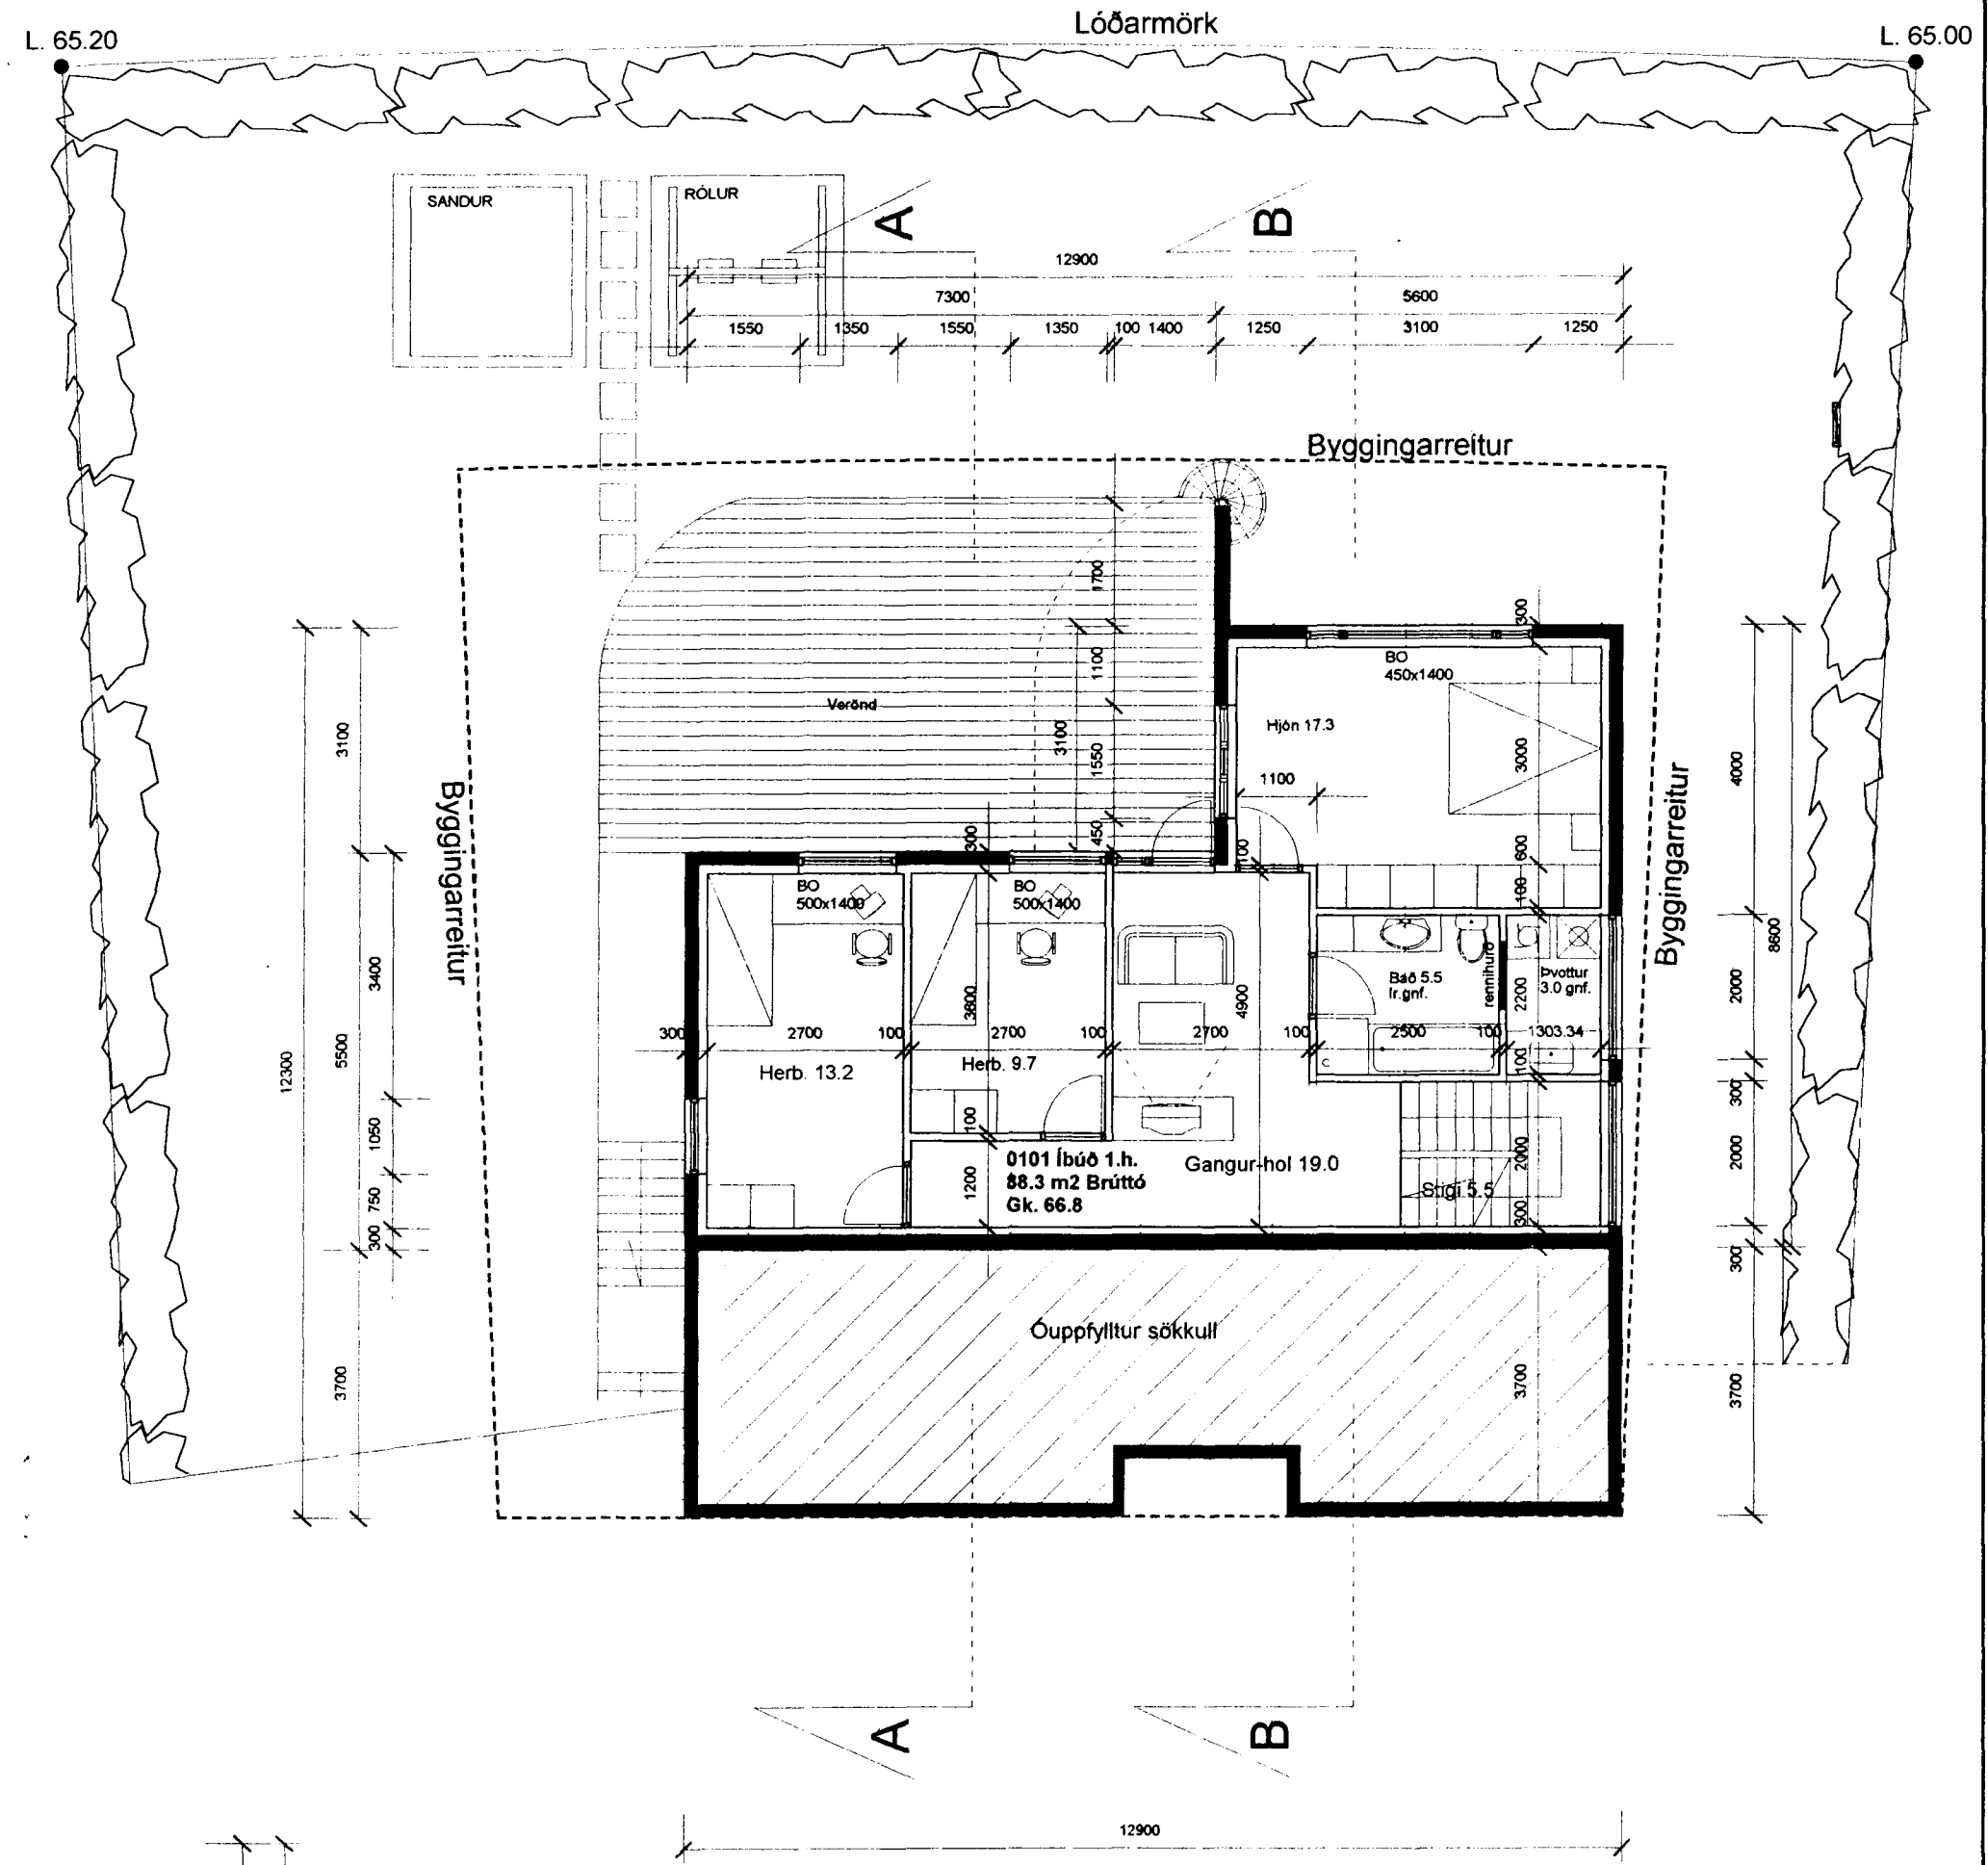 Lóðarmörk
L. 65.20
L. 65.00
SANDUR
RÓLUR
A
B
12900
7300
5600
1550
1350
1550
1350
100
1400
1250
3100
1250
Byggingarreitur
1700
300
1100
BO
450x1400
Verönd
Hjón 17.3
3100
3100
1550
3000
4000
1100
Byggingarreitur
Byggingarreitur
300
450
100
600
100
BO
500x1400
BO
500x1400
8600
3400
Bað 5.5
lr.gnf.
rennihurð
Þvottur
3.0 gnf.
2200
2000
3600
4900
300
2700
100
2700
100
2700
100
2500
100
1303.34
12300
5500
Herb. 13.2
Herb. 9.7
100
300
1050
100
0101 Íbúð 1.h.
88.3 m2 Brúttó
Gk. 66.8
Gangur-hol 19.0
2000
2000
1200
Stigi 5.5
750
300
300
300
Óuppfylltur sökkull
3700
3700
3700
A
B
12900